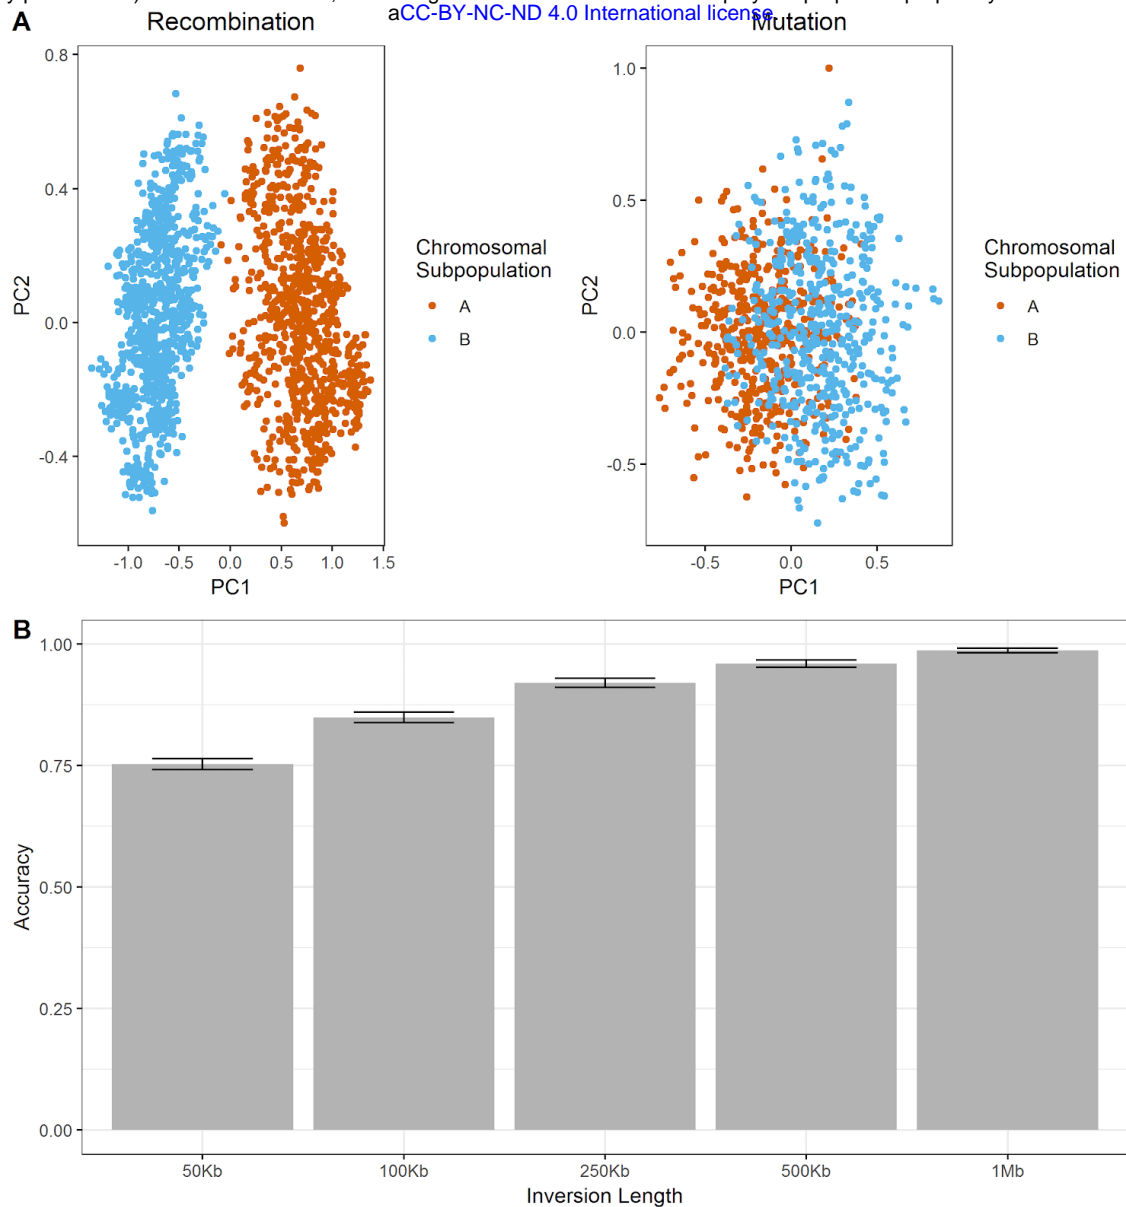 aCC-BY-NC-ND 4.0 International license
A
Recombination
Mutation
0.8
0.4
0.0
-0.4
PC2
-1.0 -0.5 0.0 0.5 1.0 1.5
PC1
Chromosomal
Subpopulation
A
B
1.0
0.5
0.0
-0.5
PC2
-0.5 0.0 0.5
PC1
Chromosomal
Subpopulation
A
B
B
1.00
0.75
0.50
0.25
0.00
Accuracy
50Kb 100Kb 250Kb 500Kb 1Mb
Inversion Length